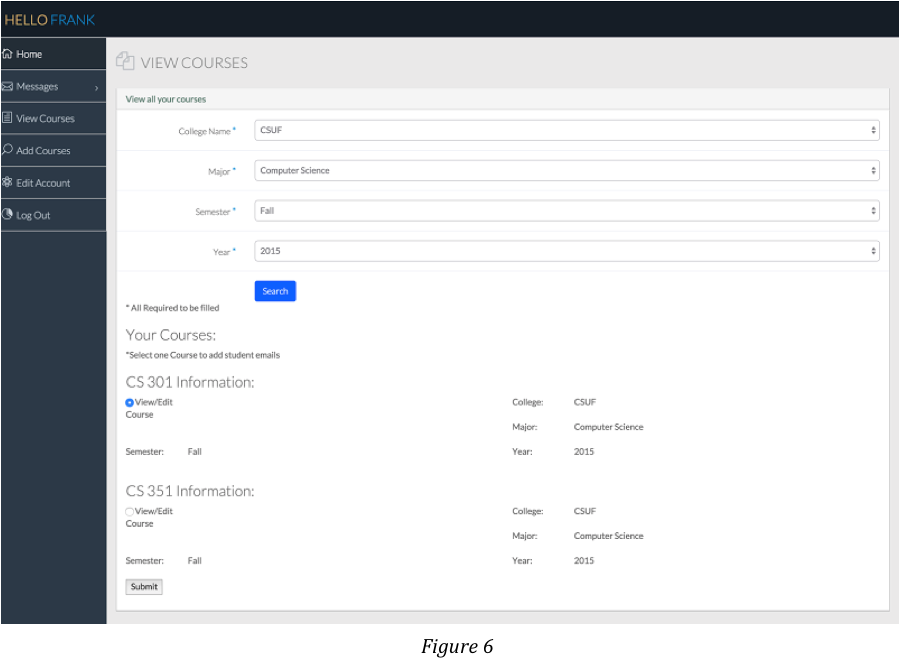 HELLO FRANK
Home
Messages
View Courses
Add Courses
Edit Account
Log Out
VIEW COURSES
View all your courses
College Name * CSUF
Major * Computer Science
Semester * Fall
Year * 2015
Search
* All Required to be filled
Your Courses:
*Select one Course to add student emails
CS 301 Information:
View/Edit
Course
College: CSUF
Major: Computer Science
Semester: Fall Year: 2015
CS 351 Information:
View/Edit
Course
College: CSUF
Major: Computer Science
Semester: Fall Year: 2015
Submit
Figure 6